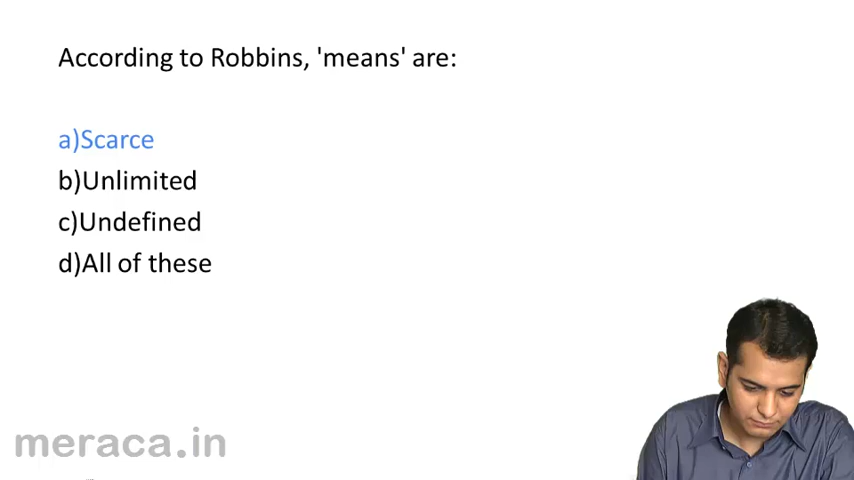 According to Robbins, 'means' are:
a)Scarce
b)Unlimited
c)Undefined
d)All of these
meraca.in